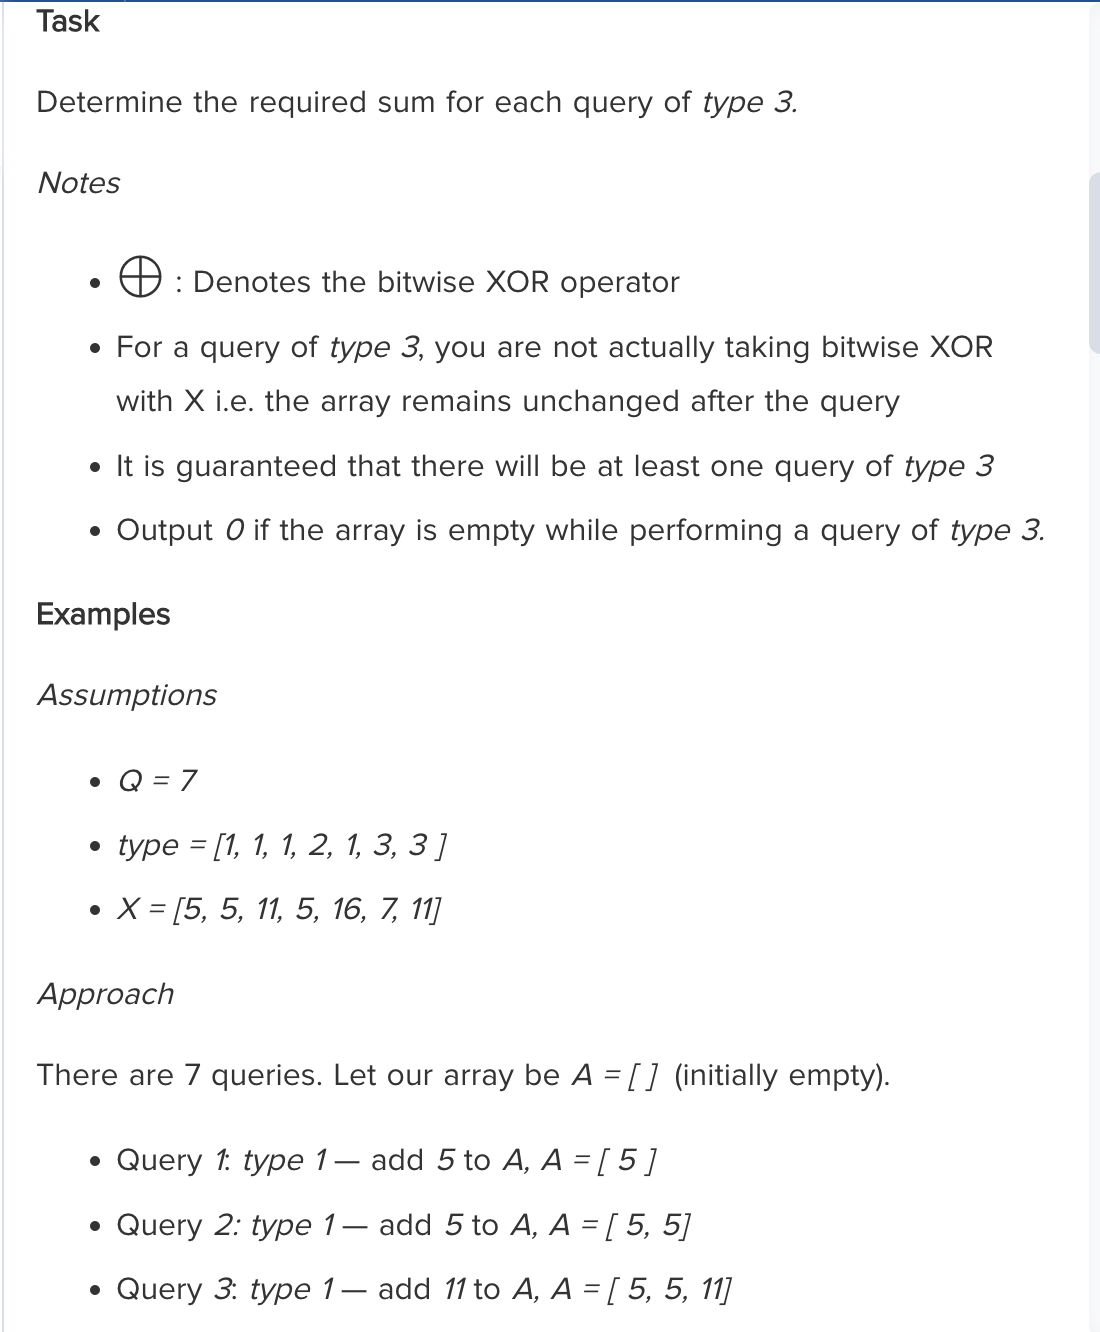 Task
Determine the required sum for each query of type 3.
Notes
• ⊕ : Denotes the bitwise XOR operator
• For a query of type 3, you are not actually taking bitwise XOR
with X i.e. the array remains unchanged after the query
• It is guaranteed that there will be at least one query of type 3
• Output 0 if the array is empty while performing a query of type 3.
Examples
Assumptions
• Q = 7
• type = [1, 1, 1, 2, 1, 3, 3 ]
• X = [5, 5, 11, 5, 16, 7, 11]
Approach
There are 7 queries. Let our array be A = [ ] (initially empty).
• Query 1: type 1 — add 5 to A, A = [ 5 ]
• Query 2: type 1 — add 5 to A, A = [ 5, 5]
• Query 3: type 1 — add 11 to A, A = [ 5, 5, 11]